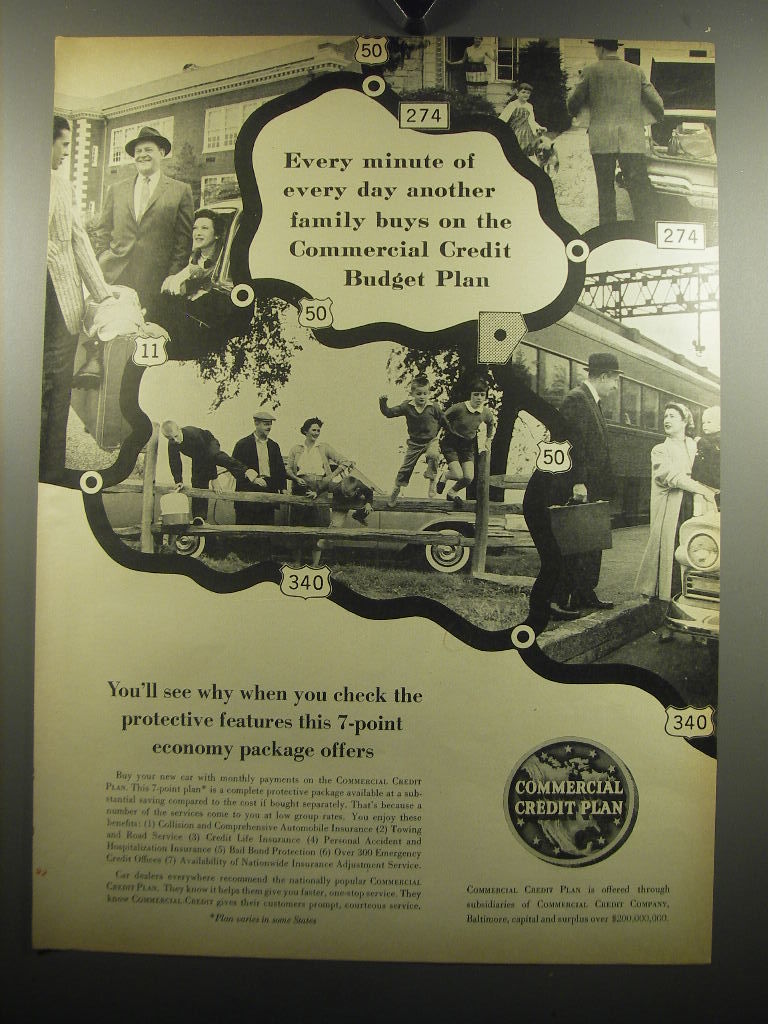 50
274
Every minute of
every day another
family buys on the
Commercial Credit
Budget Plan
274
50
11
50
340
340
You'll see why when you check the
protective features this 7-point
economy package offers
Buy your new car with monthly payments on the COMMERCIAL CREDIT
PLAN. This 7-point plan* is a complete protective package available at a sub-
stantial saving compared to the cost if bought separately. That's because a
number of the services come to you at low group rates. You enjoy these
benefits: (1) Collision and Comprehensive Automobile Insurance (2) Towing
and Road Service (3) Credit Life Insurance (4) Personal Accident and
Hospitalization Insurance (5) Bail Bond Protection (6) Over 300 Emergency
Credit Offices (7) Availability of Nationwide Insurance Adjustment Service.
Car dealers everywhere recommend the nationally popular COMMERCIAL
CREDIT PLAN. They know it helps them give you faster, one-stop service. They
know COMMERCIAL CREDIT gives their customers prompt, courteous service.
*Plan varies in some States
COMMERCIAL
CREDIT PLAN
COMMERCIAL CREDIT PLAN is offered through
subsidiaries of COMMERCIAL CREDIT COMPANY,
Baltimore, capital and surplus over $200,000,000.